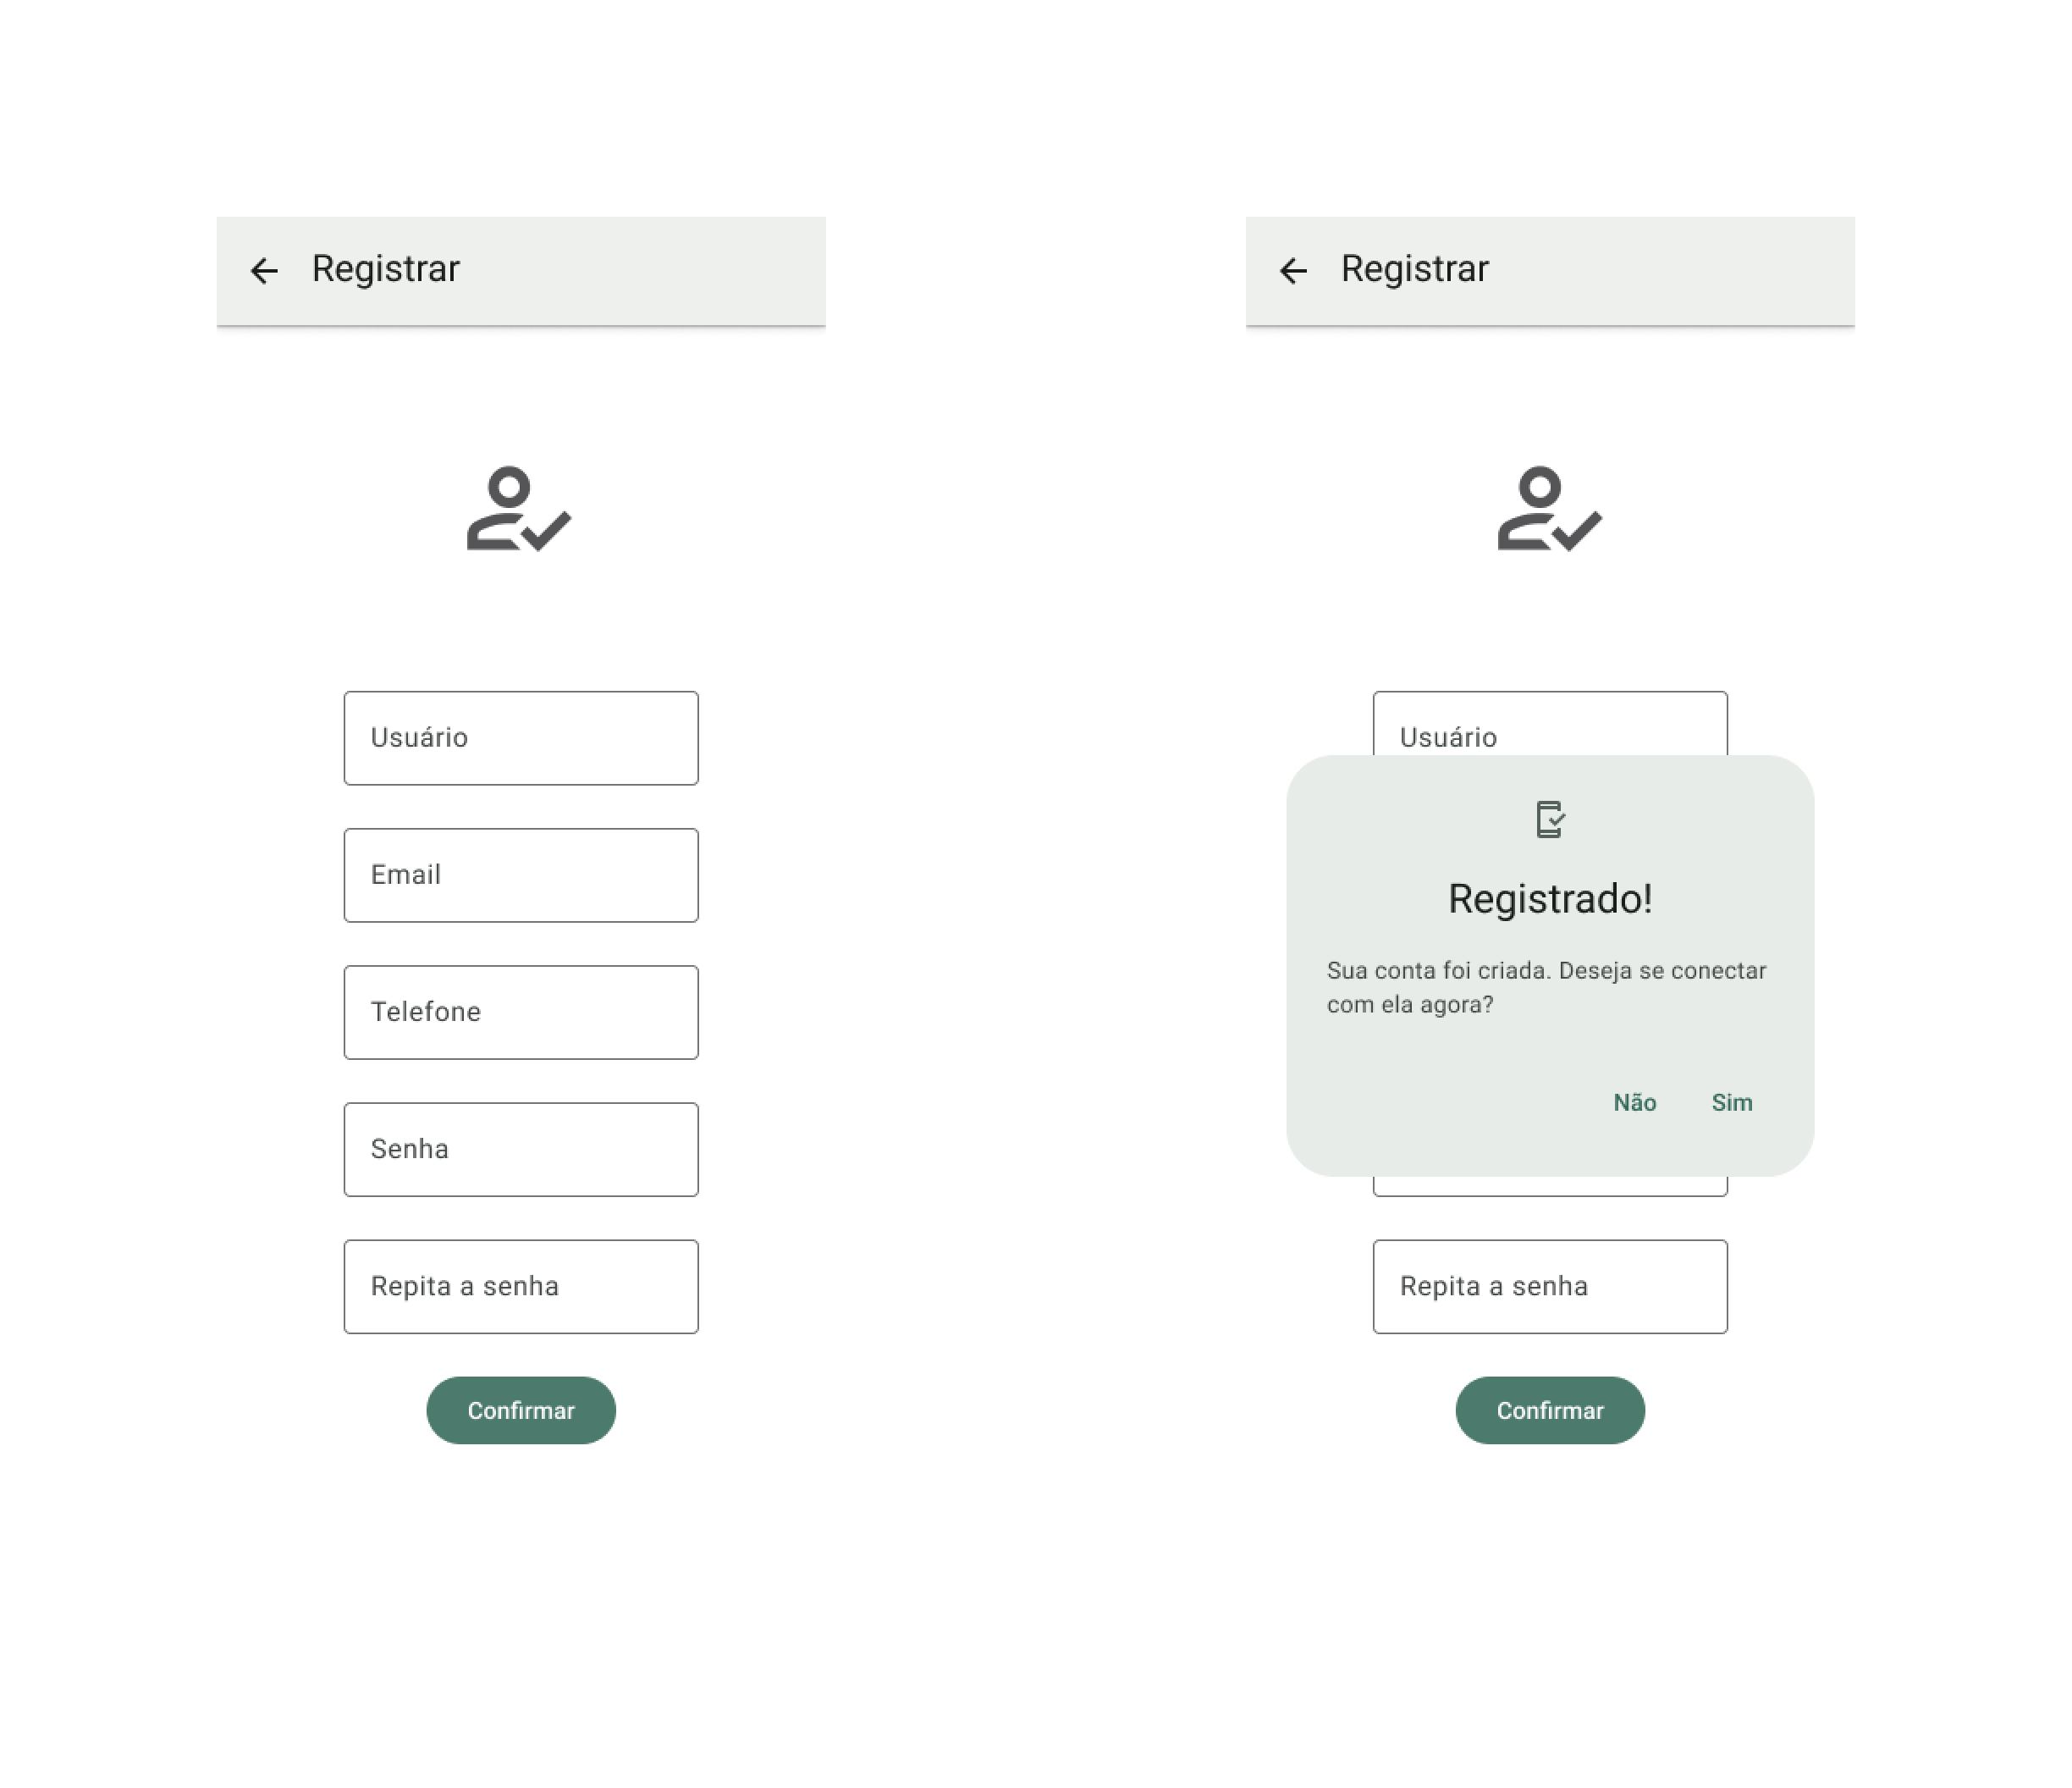 Registrar
Usuário
Email
Telefone
Senha
Repita a senha
Confirmar
Registrar
Usuário
Registrado!
Sua conta foi criada. Deseja se conectar
com ela agora?
Não Sim
Repita a senha
Confirmar